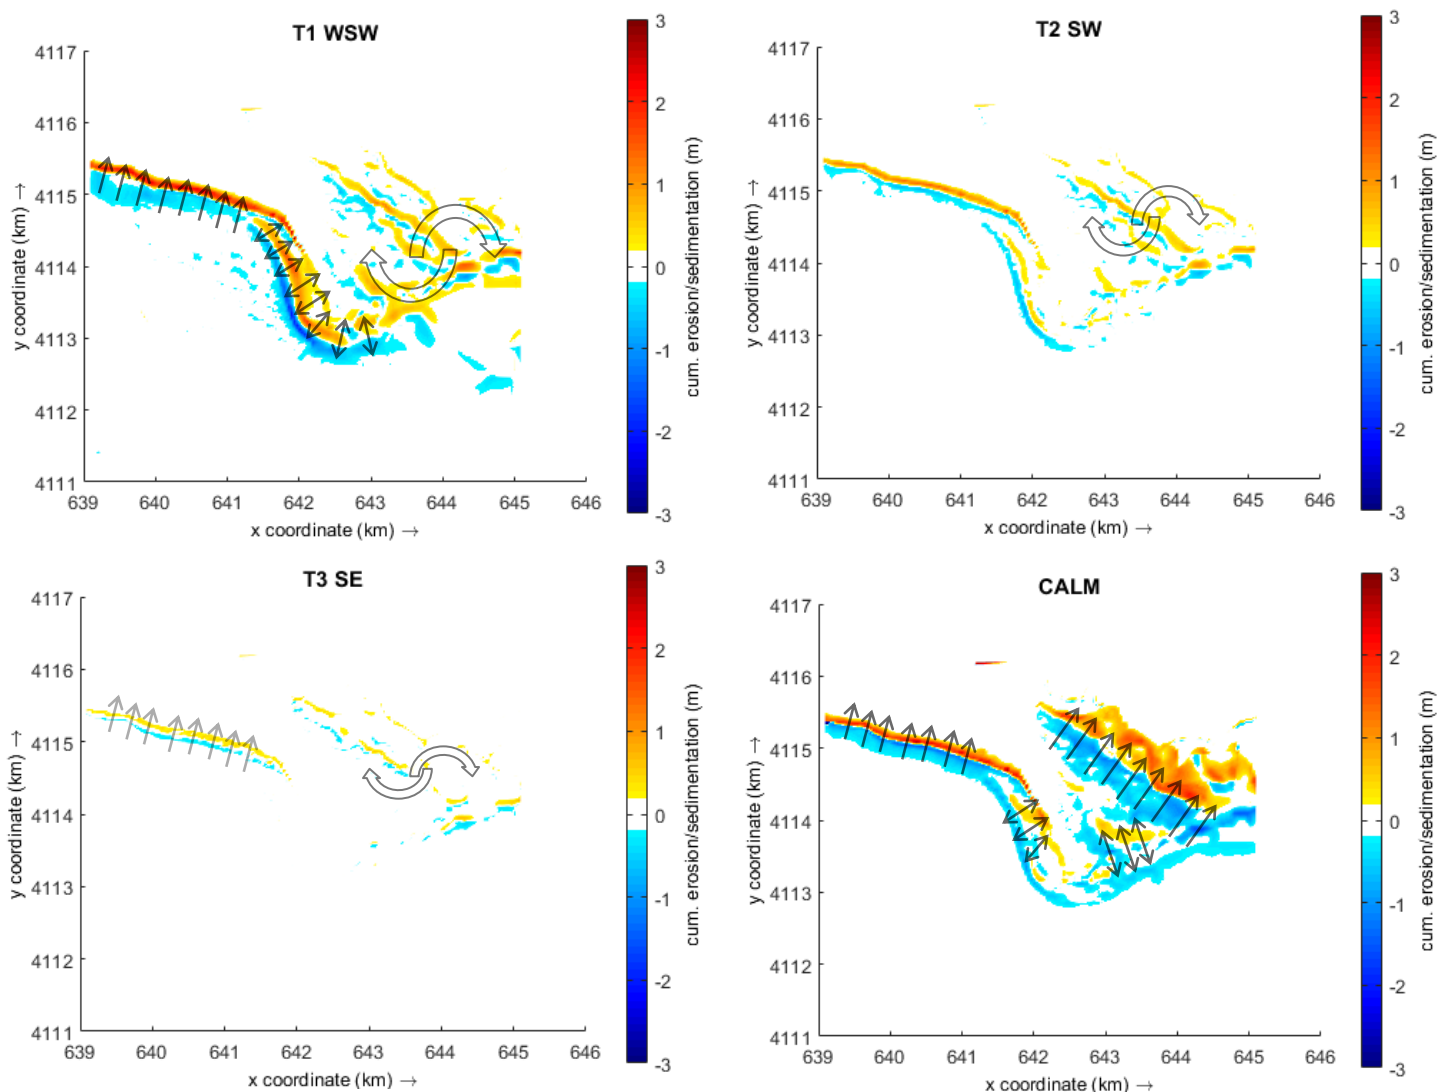 T1 WSW
4117
4116
4115
4114
4113
4112
4111
639 640 641 642 643 644 645 646
x coordinate (km) →
y coordinate (km) →
3
2
1
0
-1
-2
-3
cum. erosion/sedimentation (m)
T2 SW
4117
4116
4115
4114
4113
4112
4111
639 640 641 642 643 644 645 646
x coordinate (km) →
y coordinate (km) →
3
2
1
0
-1
-2
-3
cum. erosion/sedimentation (m)
T3 SE
4117
4116
4115
4114
4113
4112
4111
639 640 641 642 643 644 645 646
x coordinate (km) →
y coordinate (km) →
3
2
1
0
-1
-2
-3
cum. erosion/sedimentation (m)
CALM
4117
4116
4115
4114
4113
4112
4111
639 640 641 642 643 644 645 646
x coordinate (km) →
y coordinate (km) →
3
2
1
0
-1
-2
-3
cum. erosion/sedimentation (m)